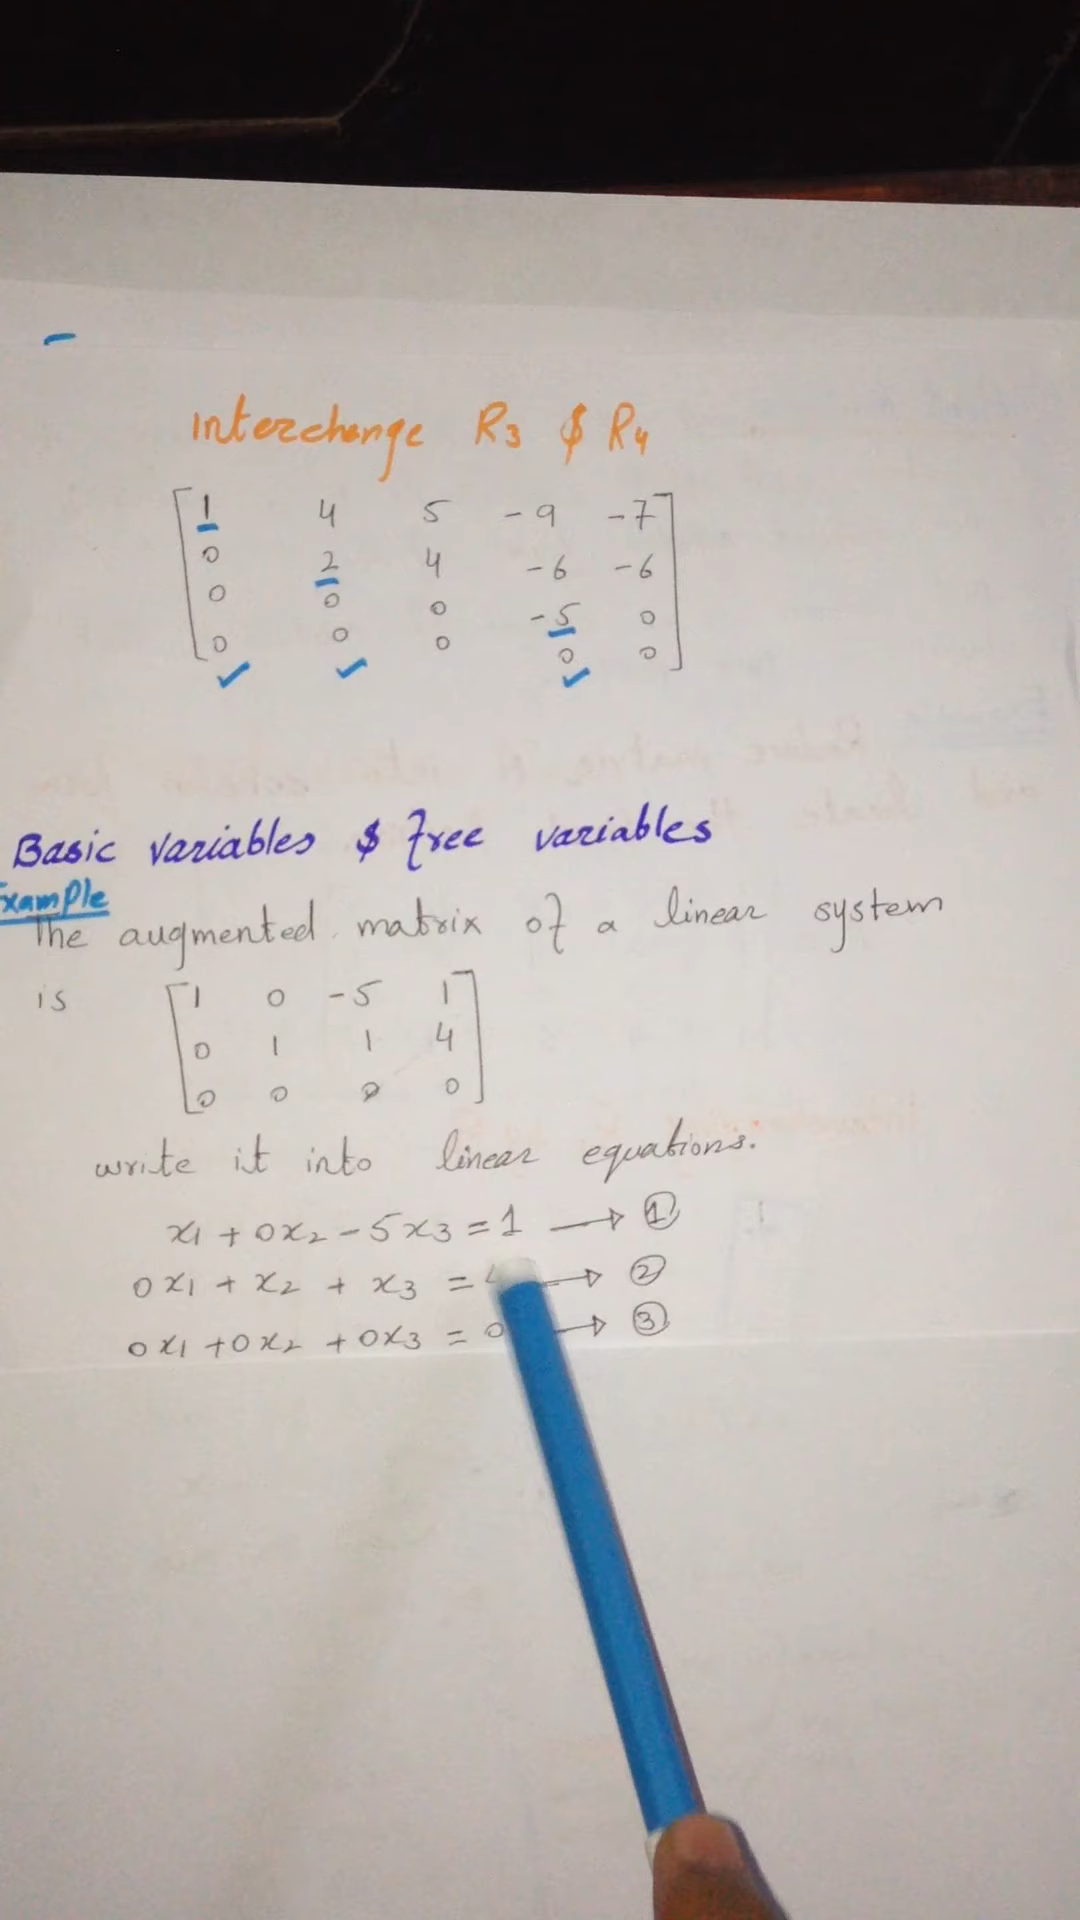 Interchange R3 & R4
1 4 5 -9 -7
0 2 4 -6 -6
0 0 0 -5 0
0 0 0 0 0
Basic variables & free variables
Example
The augmented matrix of a linear system
is
1 0 -5 1
0 1 1 4
0 0 0 0
write it into linear equations.
x1 + 0x2 - 5x3 = 1 → ①
0x1 + x2 + x3 = → ②
0x1 + 0x2 + 0x3 = 0 → ③